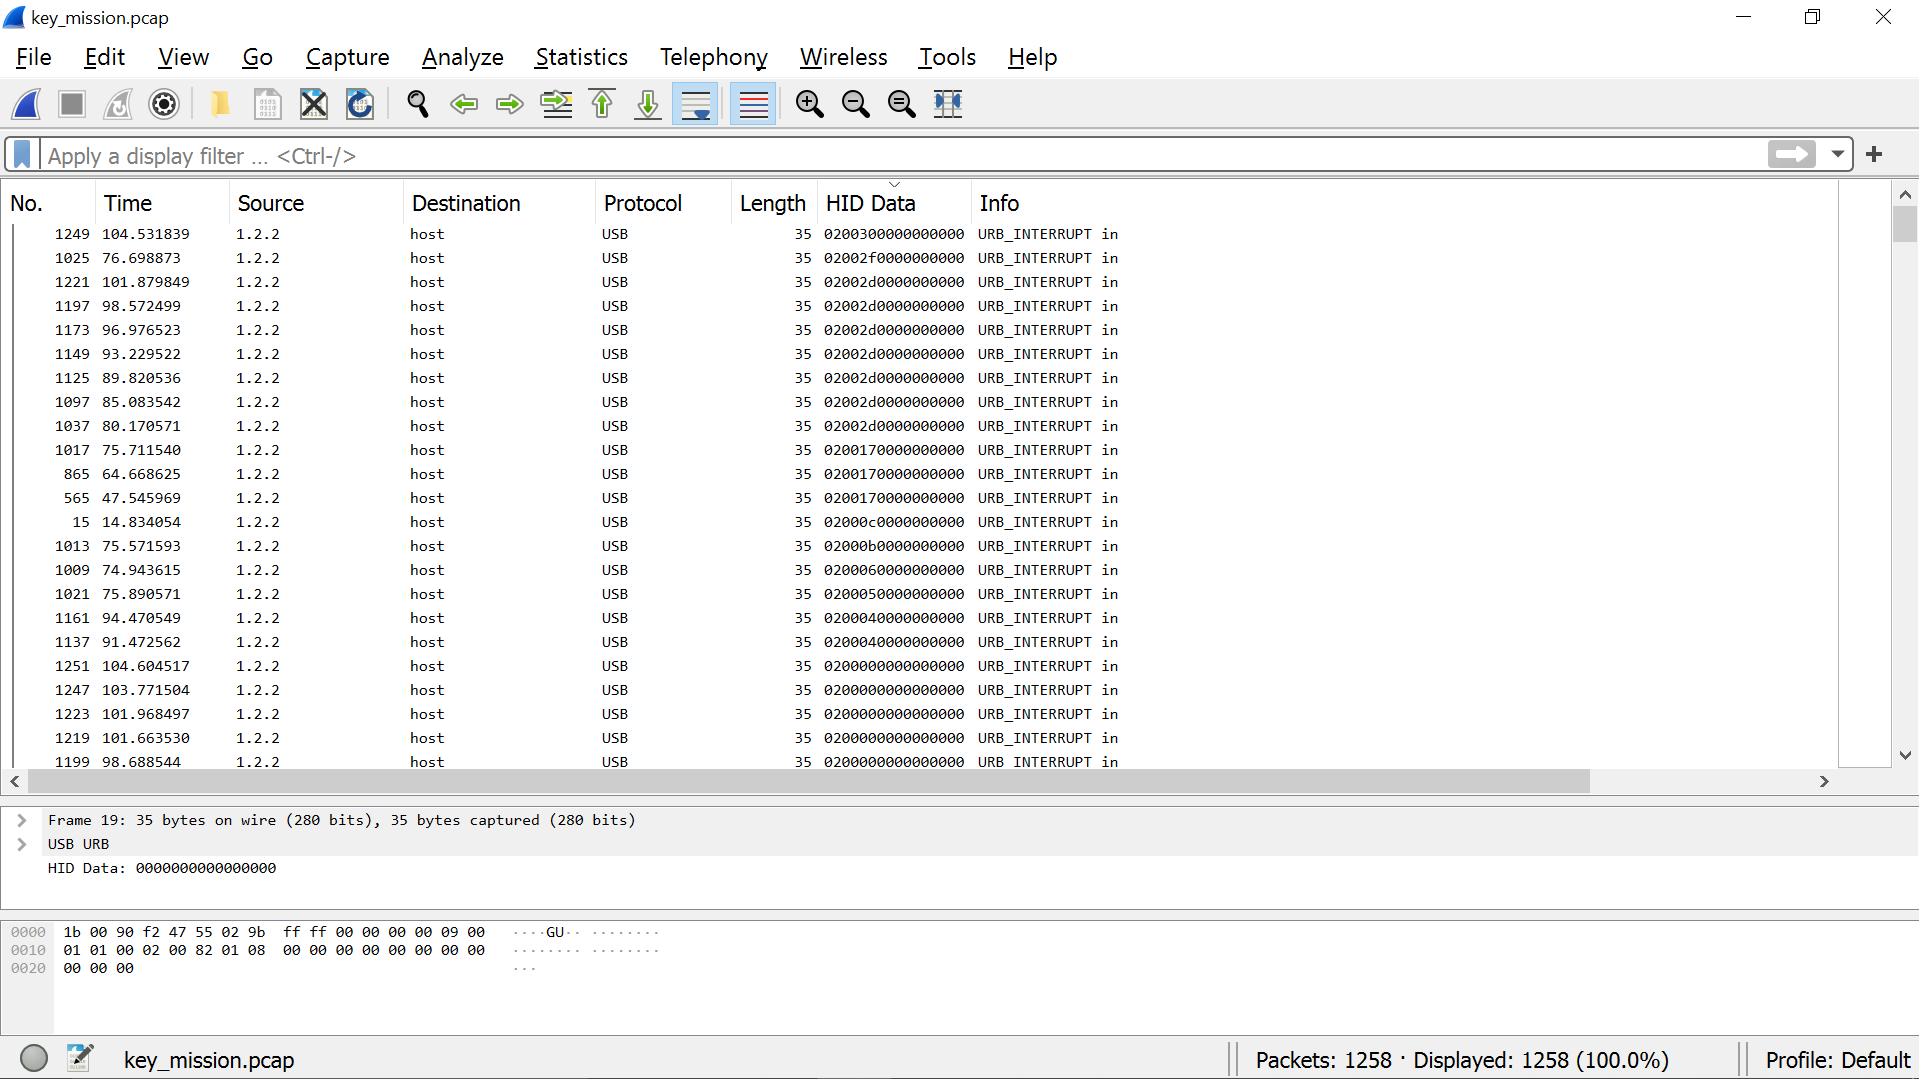 key_mission.pcap
File Edit View Go Capture Analyze Statistics Telephony Wireless Tools Help
Apply a display filter ... <Ctrl-/>
No. Time Source Destination Protocol Length HID Data Info
1249 104.531839 1.2.2 host USB 35 0200300000000000 URB_INTERRUPT in
1025 76.698873 1.2.2 host USB 35 02002f0000000000 URB_INTERRUPT in
1221 101.879849 1.2.2 host USB 35 02002d0000000000 URB_INTERRUPT in
1197 98.572499 1.2.2 host USB 35 02002d0000000000 URB_INTERRUPT in
1173 96.976523 1.2.2 host USB 35 02002d0000000000 URB_INTERRUPT in
1149 93.229522 1.2.2 host USB 35 02002d0000000000 URB_INTERRUPT in
1125 89.820536 1.2.2 host USB 35 02002d0000000000 URB_INTERRUPT in
1097 85.083542 1.2.2 host USB 35 02002d0000000000 URB_INTERRUPT in
1037 80.170571 1.2.2 host USB 35 02002d0000000000 URB_INTERRUPT in
1017 75.711540 1.2.2 host USB 35 0200170000000000 URB_INTERRUPT in
865 64.668625 1.2.2 host USB 35 0200170000000000 URB_INTERRUPT in
565 47.545969 1.2.2 host USB 35 0200170000000000 URB_INTERRUPT in
15 14.834054 1.2.2 host USB 35 02000c0000000000 URB_INTERRUPT in
1013 75.571593 1.2.2 host USB 35 02000b0000000000 URB_INTERRUPT in
1009 74.943615 1.2.2 host USB 35 0200060000000000 URB_INTERRUPT in
1021 75.890571 1.2.2 host USB 35 0200050000000000 URB_INTERRUPT in
1161 94.470549 1.2.2 host USB 35 0200040000000000 URB_INTERRUPT in
1137 91.472562 1.2.2 host USB 35 0200040000000000 URB_INTERRUPT in
1251 104.604517 1.2.2 host USB 35 0200000000000000 URB_INTERRUPT in
1247 103.771504 1.2.2 host USB 35 0200000000000000 URB_INTERRUPT in
1223 101.968497 1.2.2 host USB 35 0200000000000000 URB_INTERRUPT in
1219 101.663530 1.2.2 host USB 35 0200000000000000 URB_INTERRUPT in
1199 98.688544 1.2.2 host USB 35 0200000000000000 URB_INTERRUPT in
Frame 19: 35 bytes on wire (280 bits), 35 bytes captured (280 bits)
USB URB
HID Data: 0000000000000000
0000 1b 00 90 f2 47 55 02 9b ff ff 00 00 00 00 09 00 ····GU·· ········
0010 01 01 00 02 00 82 01 08 00 00 00 00 00 00 00 00 ········ ········
0020 00 00 00 ···
key_mission.pcap Packets: 1258 · Displayed: 1258 (100.0%) Profile: Default